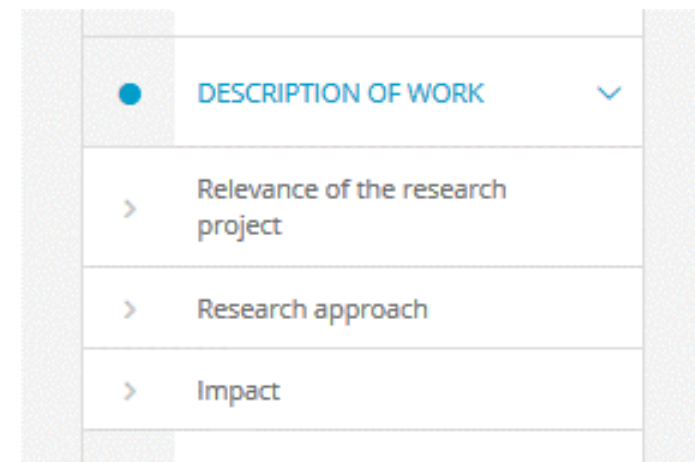 DESCRIPTION OF WORK
Relevance of the research
project
Research approach
Impact